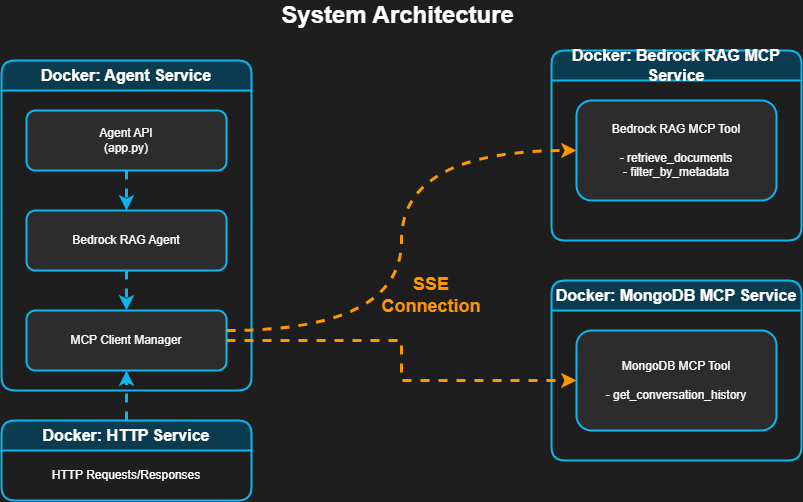 System Architecture
Docker: Agent Service
Agent API
(app.py)
Bedrock RAG Agent
MCP Client Manager
Docker: HTTP Service
HTTP Requests/Responses
SSE
Connection
Docker: Bedrock RAG MCP
Service
Bedrock RAG MCP Tool
- retrieve_documents
- filter_by_metadata
Docker: MongoDB MCP Service
MongoDB MCP Tool
- get_conversation_history